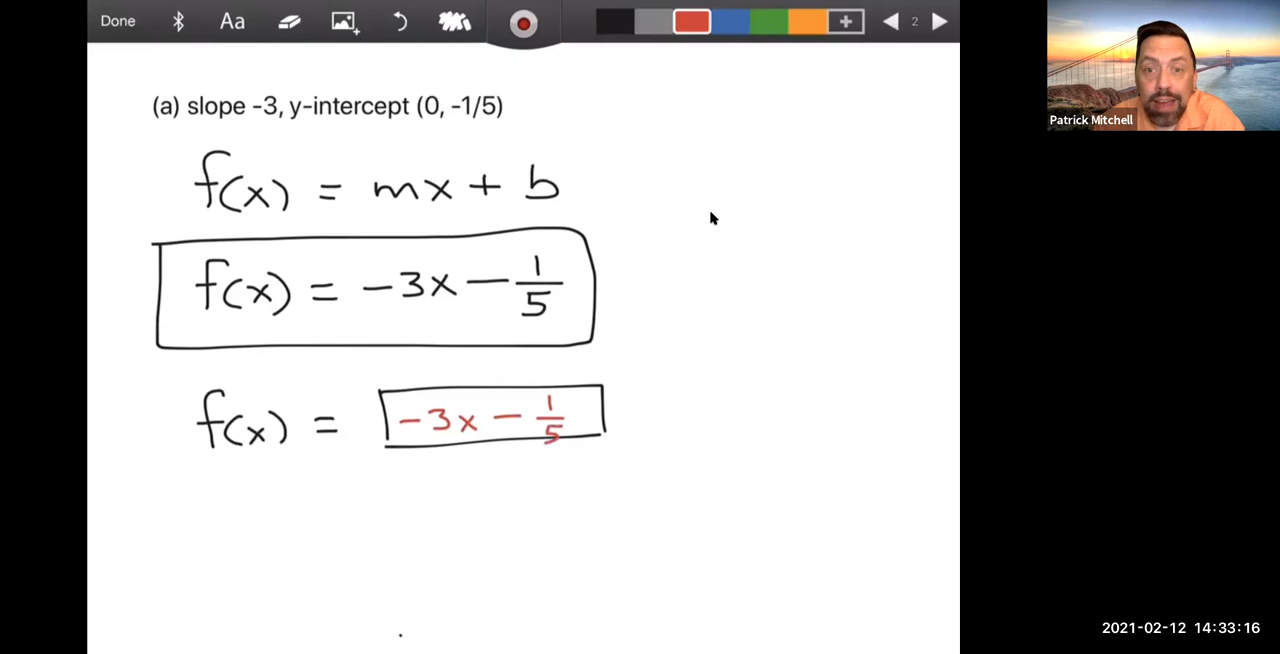 Done Aa 2
(a) slope -3, y-intercept (0, -1/5)
f(x) = mx + b
f(x) = -3x - 1/5
f(x) = -3x - 1/5
Patrick Mitchell
2021-02-12 14:33:16